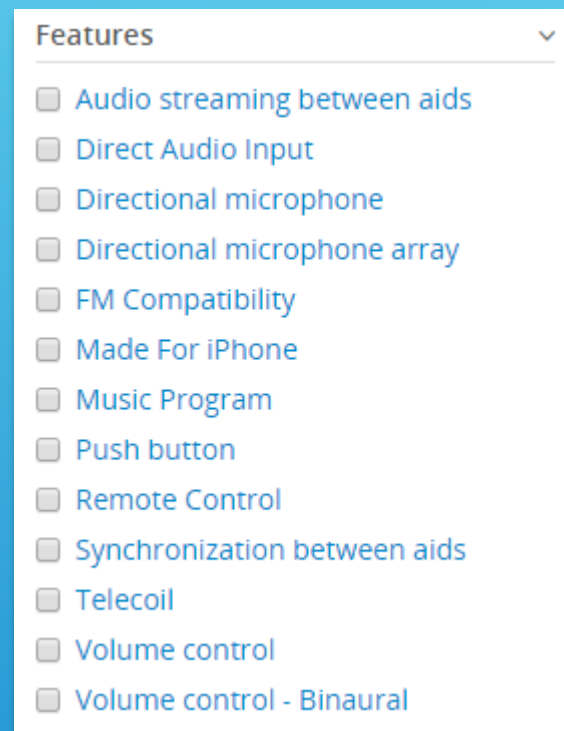 Features
Audio streaming between aids
Direct Audio Input
Directional microphone
Directional microphone array
FM Compatibility
Made For iPhone
Music Program
Push button
Remote Control
Synchronization between aids
Telecoil
Volume control
Volume control - Binaural